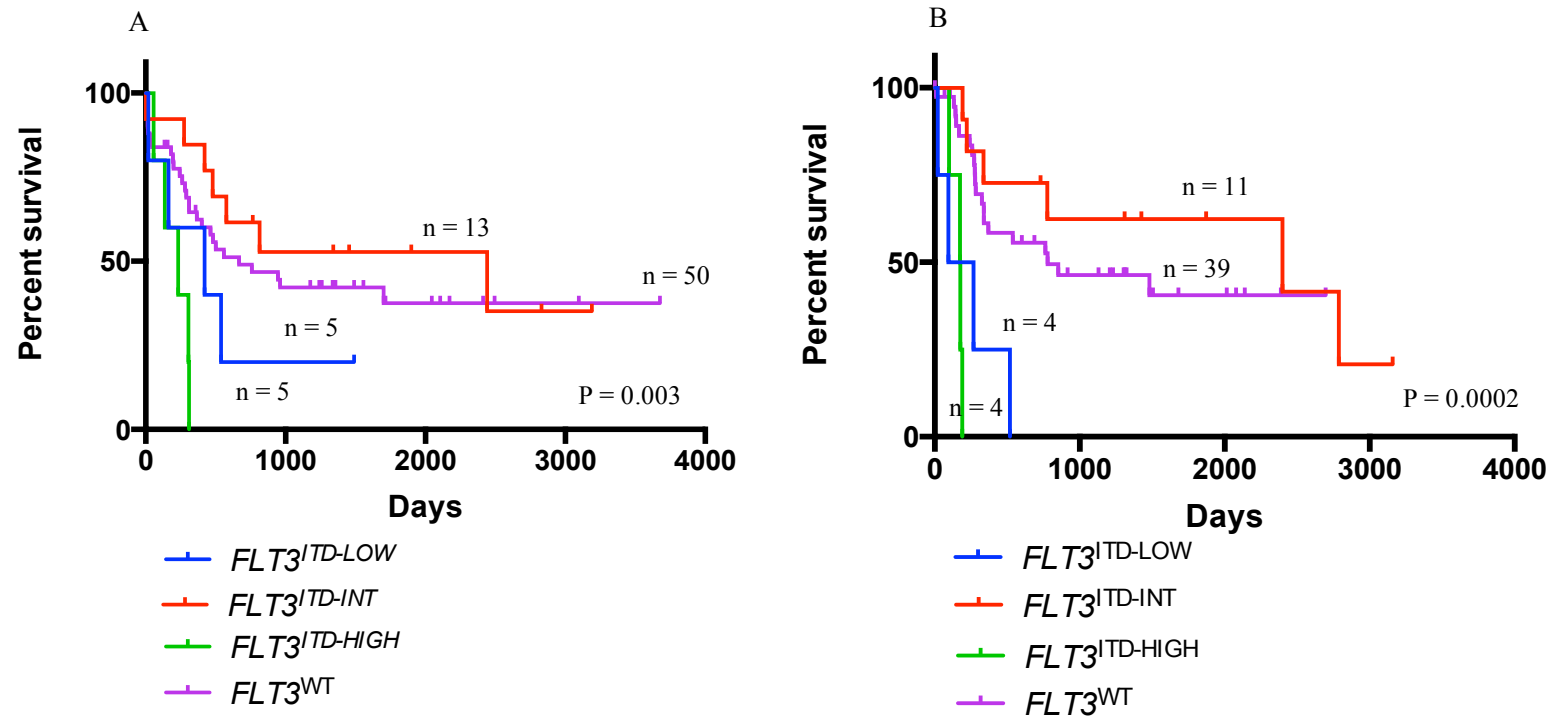 A
Percent survival
100
50
0
n = 13
n = 50
n = 5
n = 5
P = 0.003
0 1000 2000 3000 4000
Days
FLT3ITD-LOW
FLT3ITD-INT
FLT3ITD-HIGH
FLT3WT
B
Percent survival
100
50
0
n = 11
n = 39
n = 4
n = 4
P = 0.0002
0 1000 2000 3000 4000
Days
FLT3ITD-LOW
FLT3ITD-INT
FLT3ITD-HIGH
FLT3WT